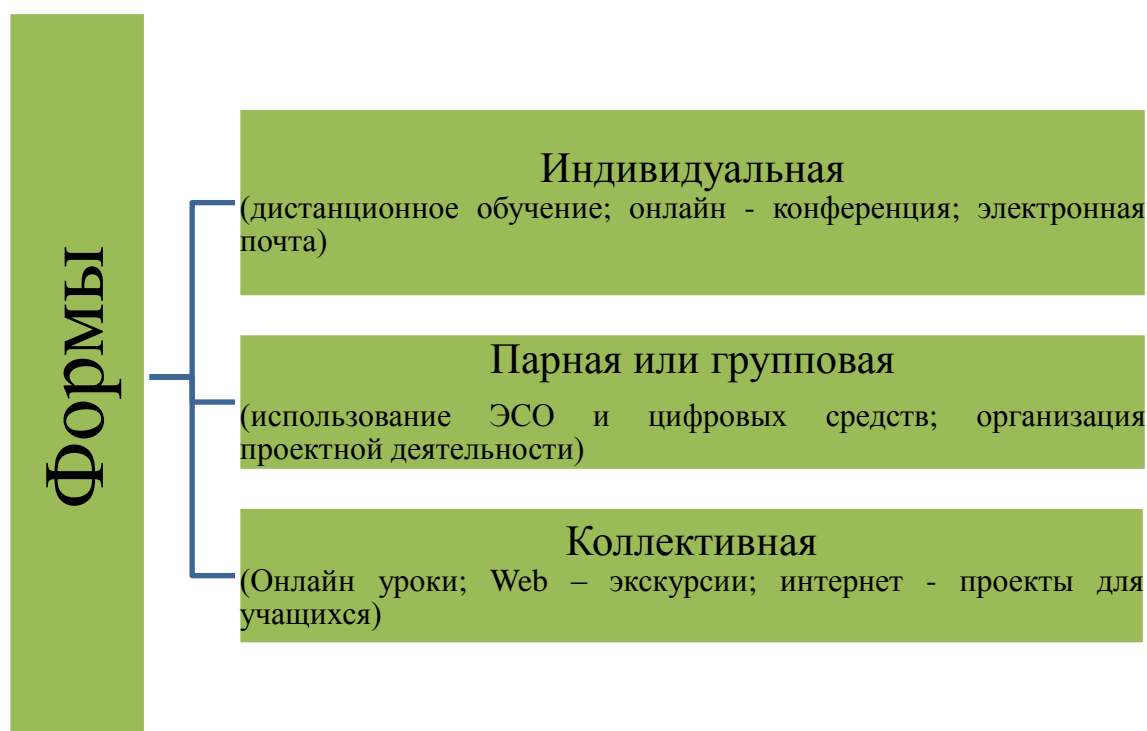 Формы
Индивидуальная
(дистанционное обучение; онлайн - конференция; электронная
почта)
Парная или групповая
(использование ЭСО и цифровых средств; организация
проектной деятельности)
Коллективная
(Онлайн уроки; Web – экскурсии; интернет - проекты для
учащихся)